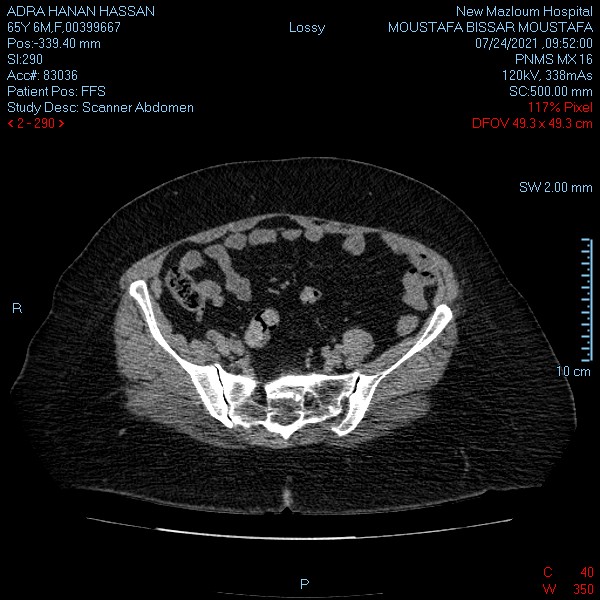 ADRA HANAN HASSAN
65Y 6M,F,00399667
Pos:-339.40 mm
SI:290
Acc#: 83036
Patient Pos: FFS
Study Desc: Scanner Abdomen
< 2 - 290 >
Lossy
New Mazloum Hospital
MOUSTAFA BISSAR MOUSTAFA
07/24/2021 ,09:52:00
PNMS MX 16
120kV, 338mAs
SC:500.00 mm
117% Pixel
DFOV 49.3 x 49.3 cm
SW 2.00 mm
R
10 cm
P
C 40
W 350